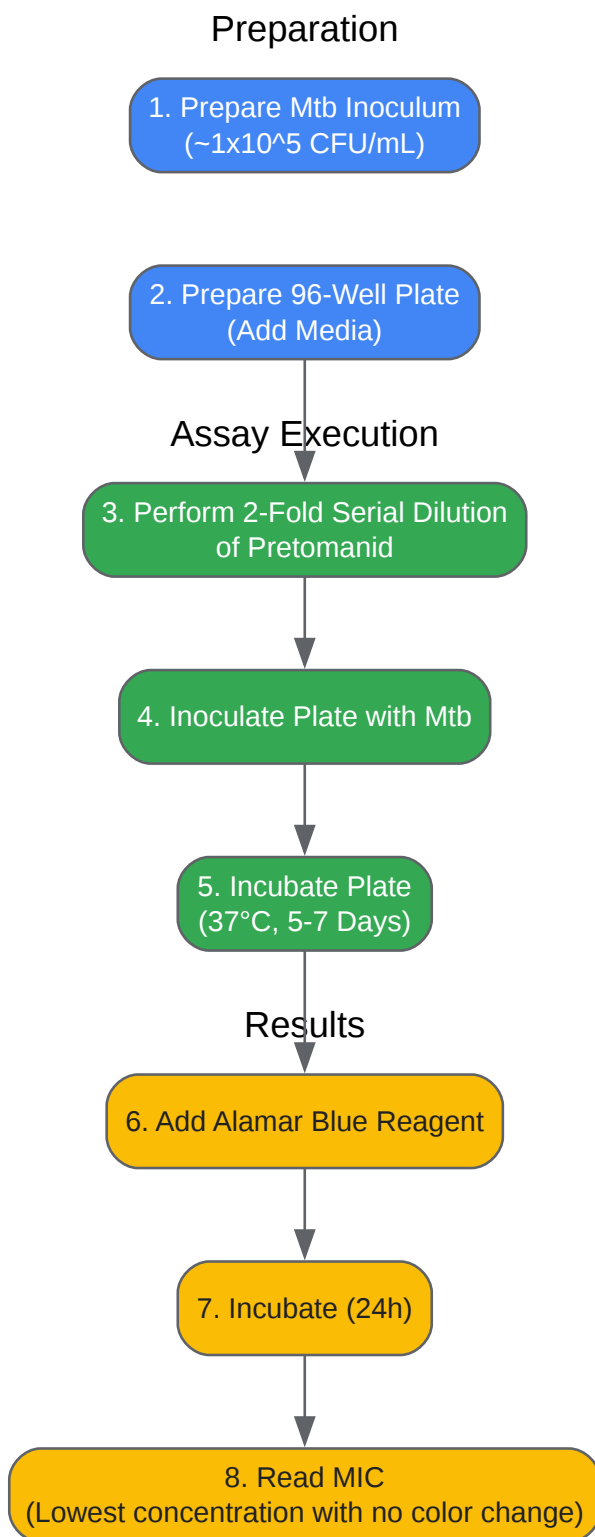 Preparation
1. Prepare Mtb Inoculum
(~1x10^5 CFU/mL)
2. Prepare 96-Well Plate
(Add Media)
Assay Execution
3. Perform 2-Fold Serial Dilution
of Pretomanid
4. Inoculate Plate with Mtb
5. Incubate Plate
(37°C, 5-7 Days)
Results
6. Add Alamar Blue Reagent
7. Incubate (24h)
8. Read MIC
(Lowest concentration with no color change)